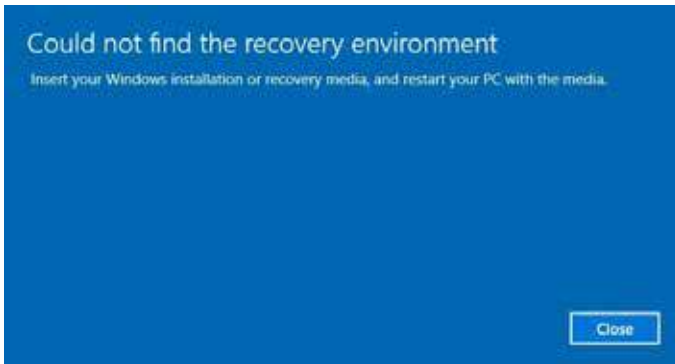 Could not find the recovery environment
Insert your Windows installation or recovery media, and restart your PC with the media.
Close